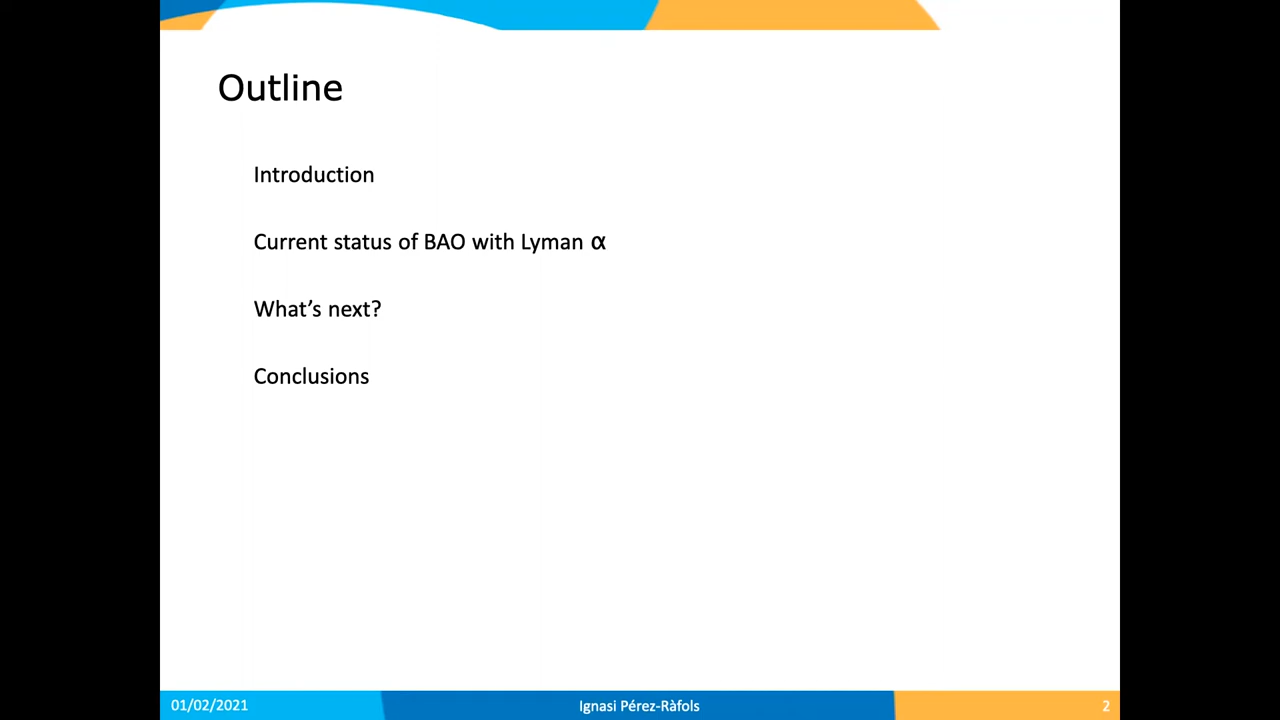 Outline
Introduction
Current status of BAO with Lyman α
What’s next?
Conclusions
01/02/2021
Ignasi Pérez-Ràfols
2